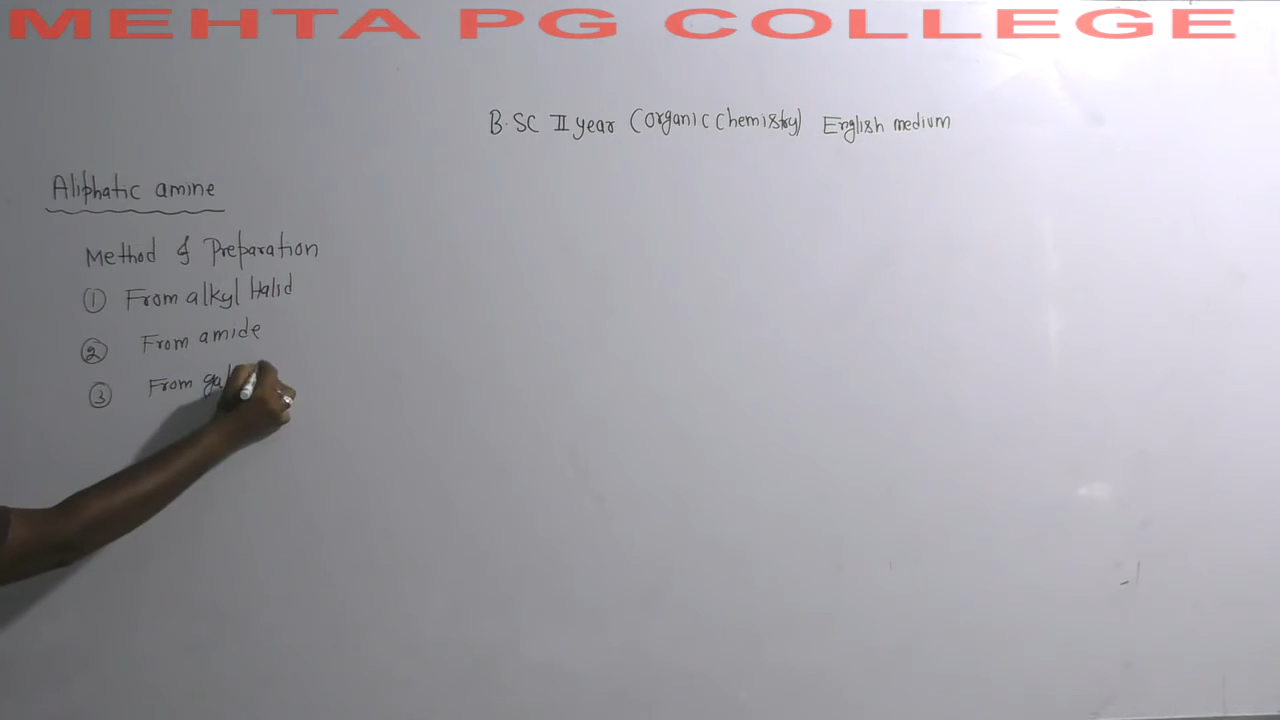 MEHTA PG COLLEGE
B.SC II year (organic chemistry) English medium
Aliphatic amine
Method of Preparation
① From alkyl Halid
② From amide
③ From